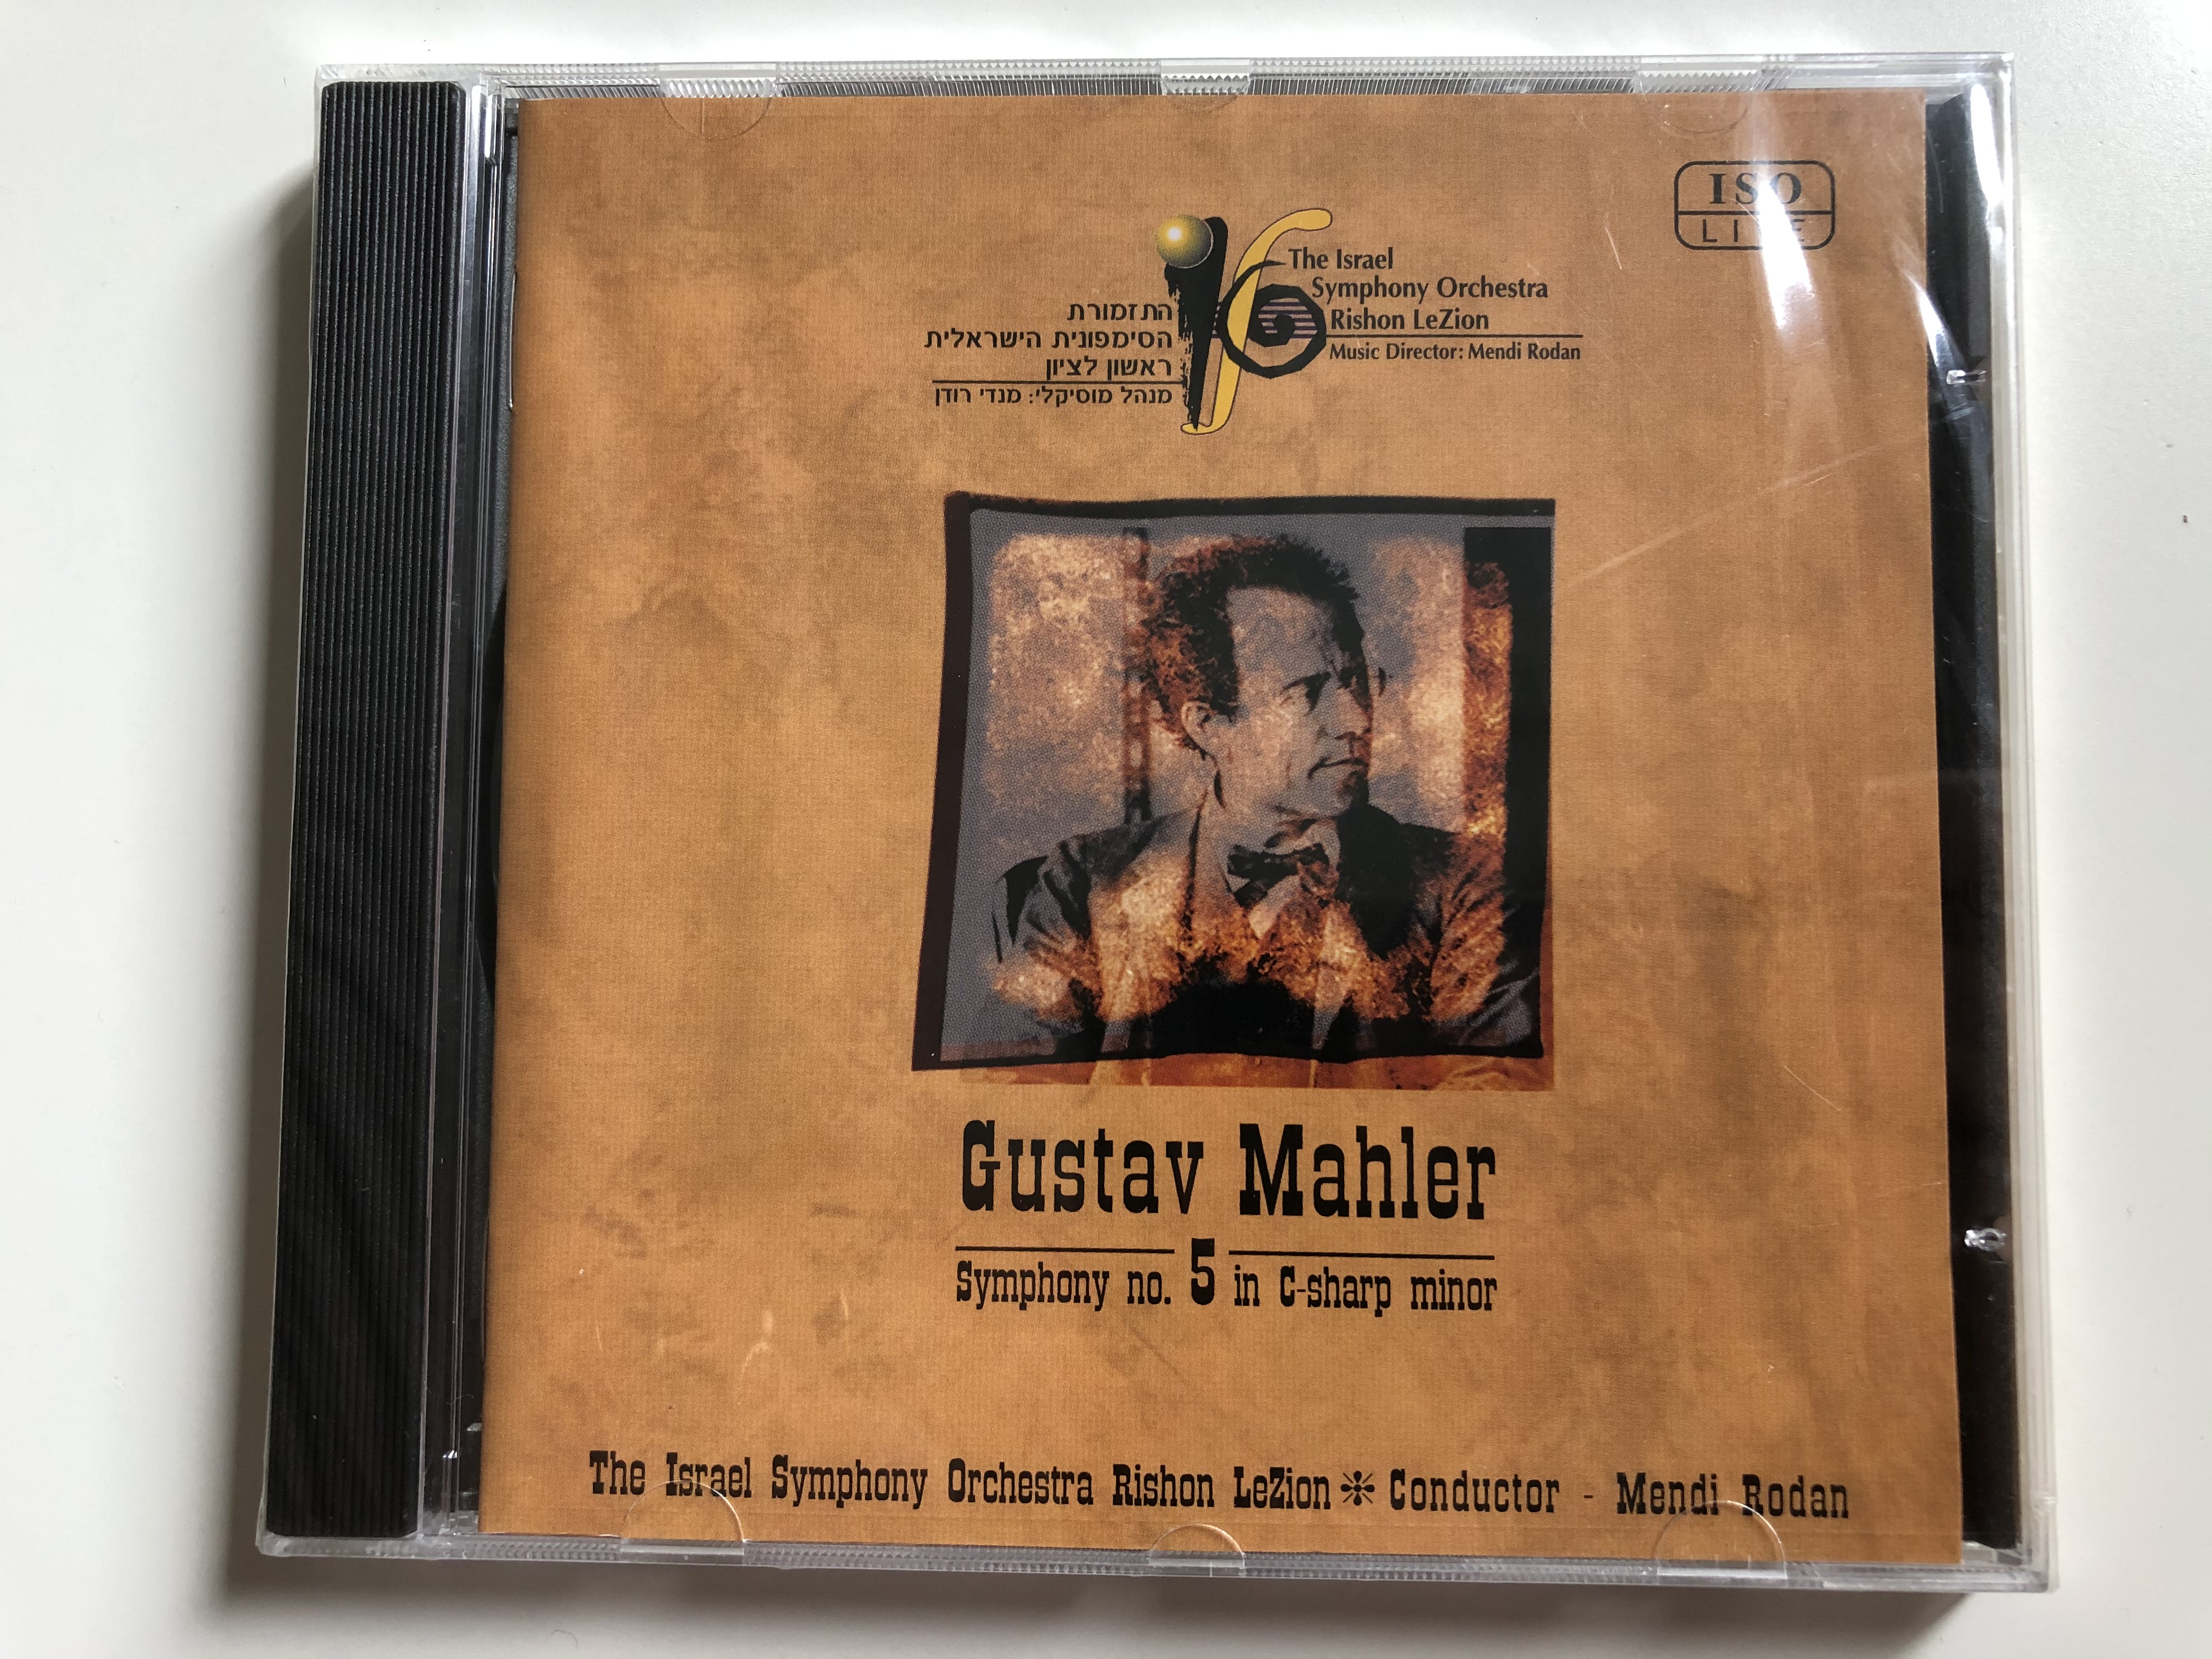 ISO
LIVE
The Israel
Symphony Orchestra
Rishon LeZion
Music Director: Mendi Rodan
התזמורת
הסימפונית הישראלית
ראשון לציון
מנהל מוסיקלי: מנדי רודן
Gustav Mahler
Symphony no. 5 in C-sharp minor
The Israel Symphony Orchestra Rishon LeZion ❉ Conductor - Mendi Rodan